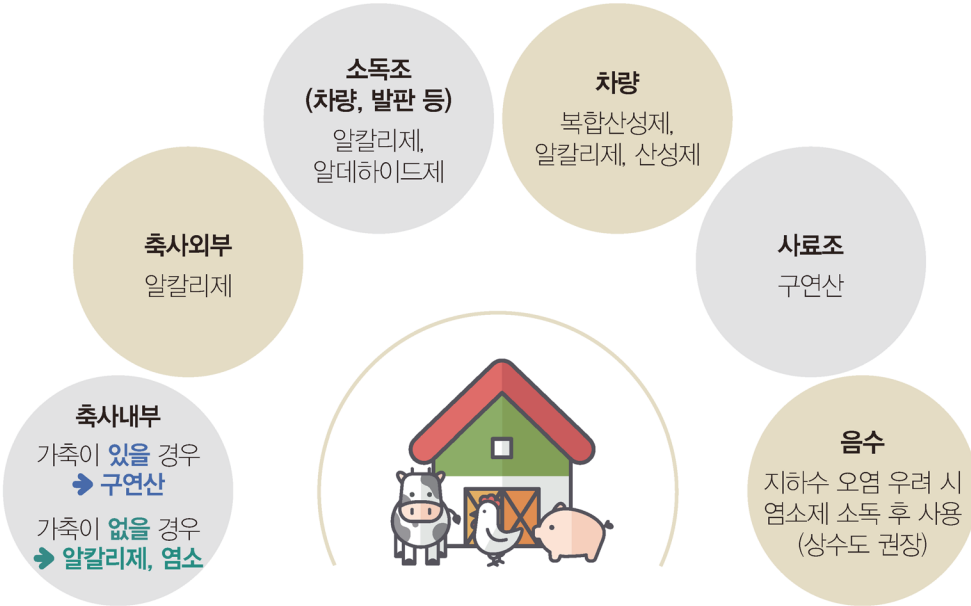 소독조
(차량, 발판 등)
알칼리제,
알데하이드제
차량
복합산성제,
알칼리제, 산성제
축사외부
알칼리제
사료조
구연산
축사내부
가축이 있을 경우
➔ 구연산
가축이 없을 경우
➔ 알칼리제, 염소
음수
지하수 오염 우려 시
염소제 소독 후 사용
(상수도 권장)